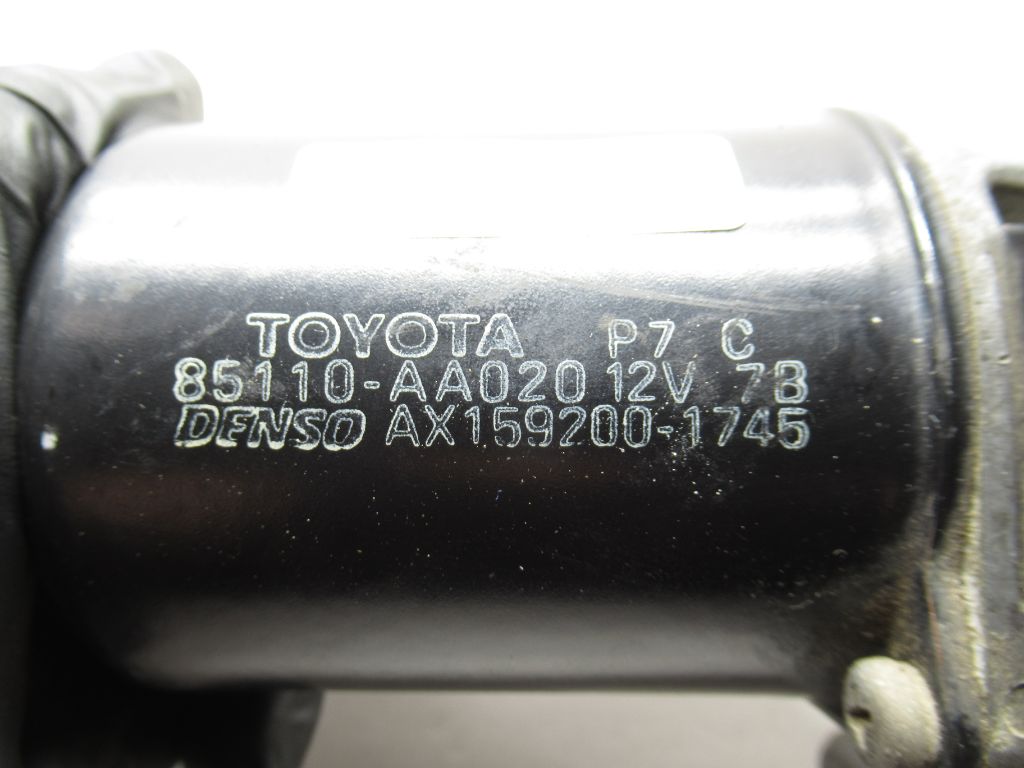 TOYOTA P7 C
85110-AA020 12V 7B
DENSO AX159200-1745